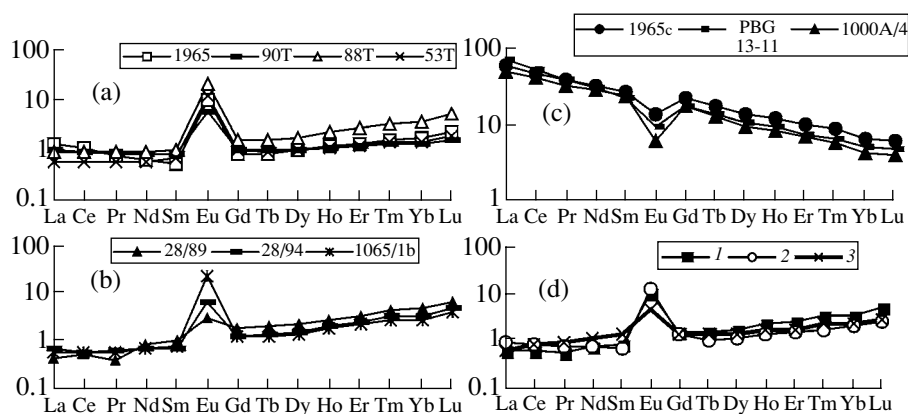 1965 90T 88T 53T
(a)
100
10
1.0
0.1
La Ce Pr Nd Sm Eu Gd Tb Dy Ho Er Tm Yb Lu
1965c PBG 13-11 1000A/4
(c)
100
10
1
La Ce Pr Nd Sm Eu Gd Tb Dy Ho Er Tm Yb Lu
28/89 28/94 1065/1b
(b)
100
10
1
0.1
La Ce Pr Nd Sm Eu Gd Tb Dy Ho Er Tm Yb Lu
1 2 3
(d)
100
10
1
0.1
La Ce Pr Nd Sm Eu Gd Tb Dy Ho Er Tm Yb Lu